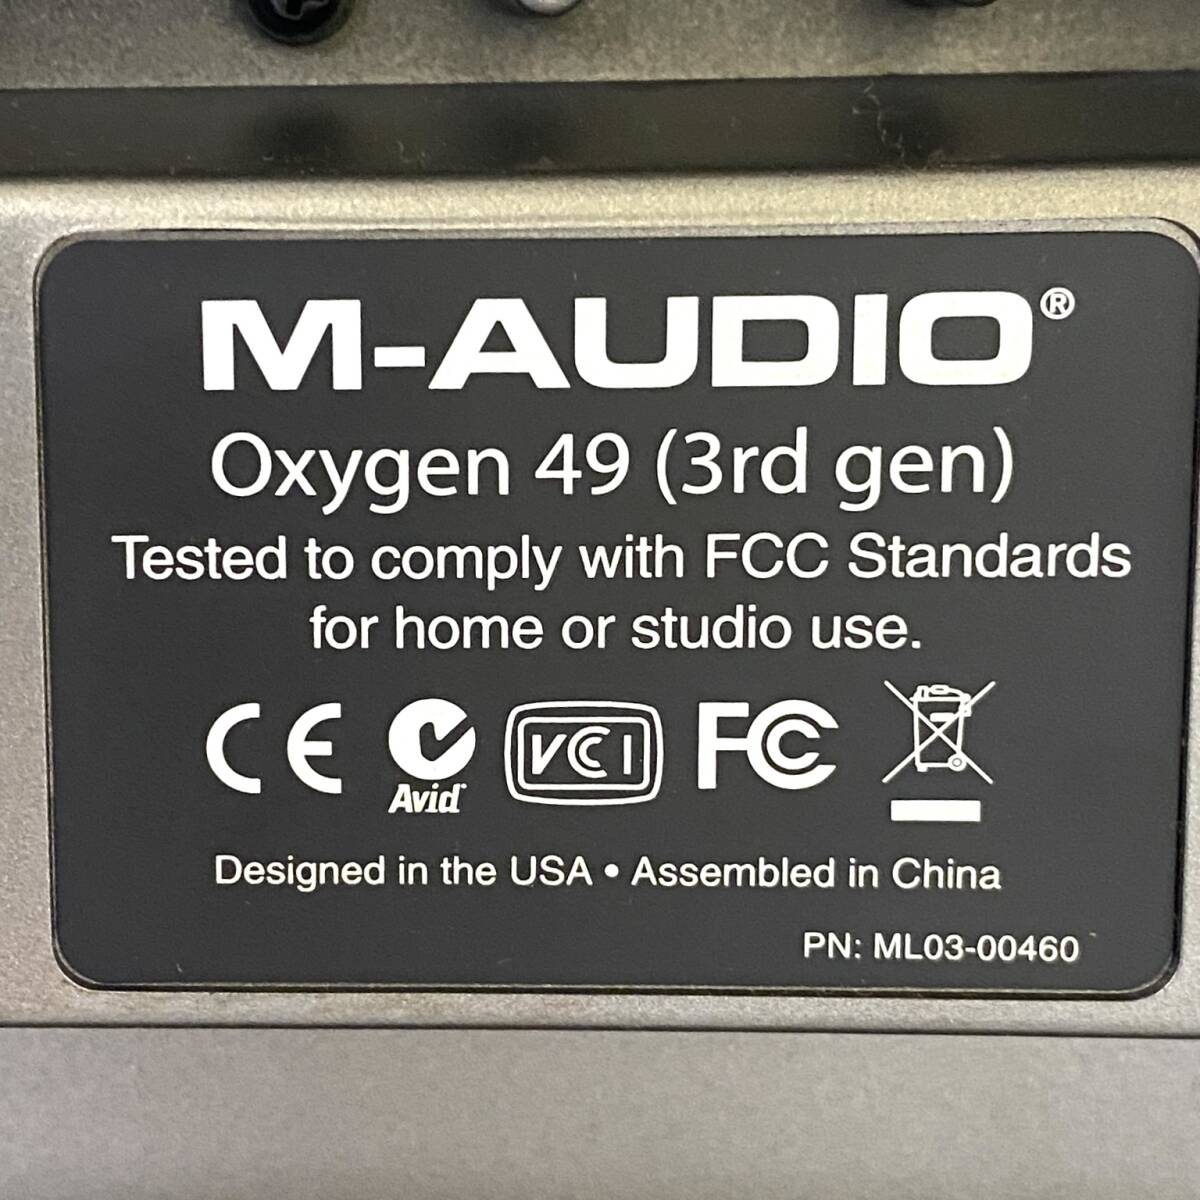 M-AUDIO®
Oxygen 49 (3rd gen)
Tested to comply with FCC Standards
for home or studio use.
CE Avid VCI FC
Designed in the USA • Assembled in China
PN: ML03-00460